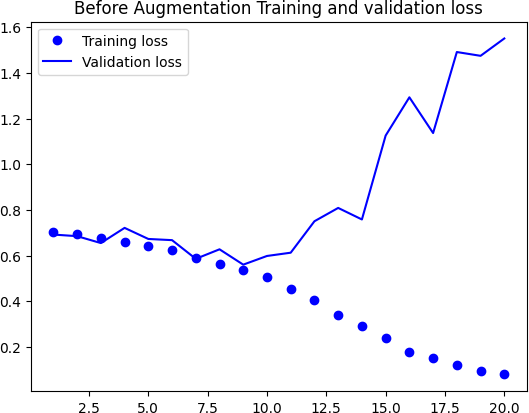 Before Augmentation Training and validation loss
Training loss
Validation loss
1.6
1.4
1.2
1.0
0.8
0.6
0.4
0.2
2.5 5.0 7.5 10.0 12.5 15.0 17.5 20.0